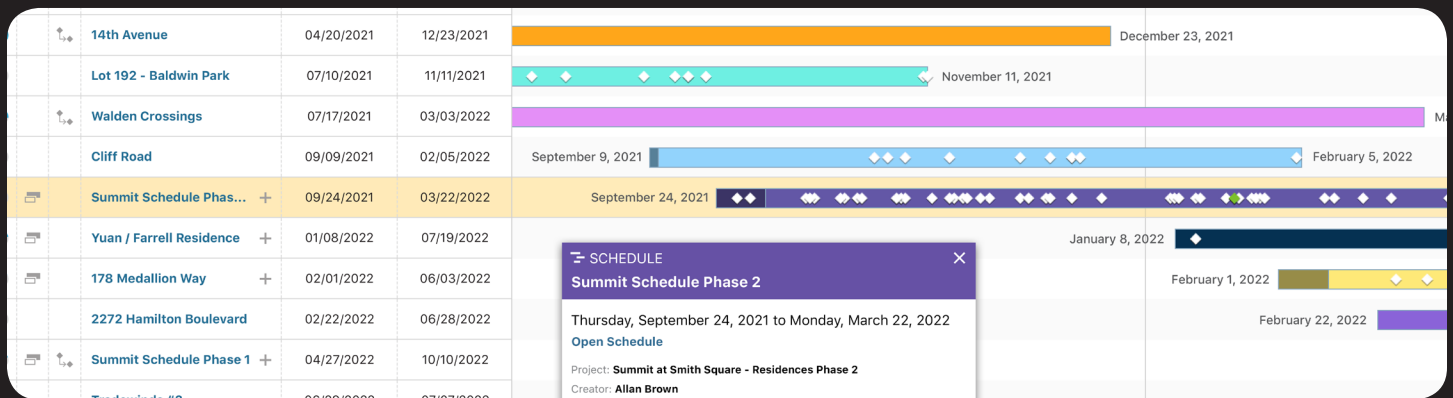 14th Avenue 04/20/2021 12/23/2021 December 23, 2021
Lot 192 - Baldwin Park 07/10/2021 11/11/2021 November 11, 2021
Walden Crossings 07/17/2021 03/03/2022
Cliff Road 09/09/2021 02/05/2022 September 9, 2021 February 5, 2022
Summit Schedule Phas... + 09/24/2021 03/22/2022 September 24, 2021
Yuan / Farrell Residence + 01/08/2022 07/19/2022 January 8, 2022
178 Medallion Way + 02/01/2022 06/03/2022 February 1, 2022
2272 Hamilton Boulevard 02/22/2022 06/28/2022 February 22, 2022
Summit Schedule Phase 1 + 04/27/2022 10/10/2022
SCHEDULE
Summit Schedule Phase 2
Thursday, September 24, 2021 to Monday, March 22, 2022
Open Schedule
Project: Summit at Smith Square - Residences Phase 2
Creator: Allan Brown